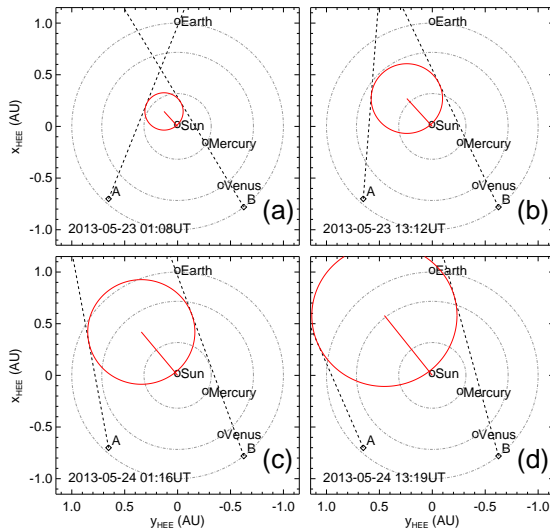 1.0
0.5
0
-0.5
-1.0
x_HEE (AU)
Earth
Sun
Mercury
Venus
A
B
(a)
2013-05-23 01:08UT
Earth
Sun
Mercury
Venus
A
B
(b)
2013-05-23 13:12UT
1.0
0.5
0
-0.5
-1.0
x_HEE (AU)
Earth
Sun
Mercury
Venus
A
B
(c)
2013-05-24 01:16UT
Earth
Sun
Mercury
Venus
A
B
(d)
2013-05-24 13:19UT
1.0 0.5 0 -0.5 -1.0
y_HEE (AU)
1.0 0.5 0 -0.5 -1.0
y_HEE (AU)